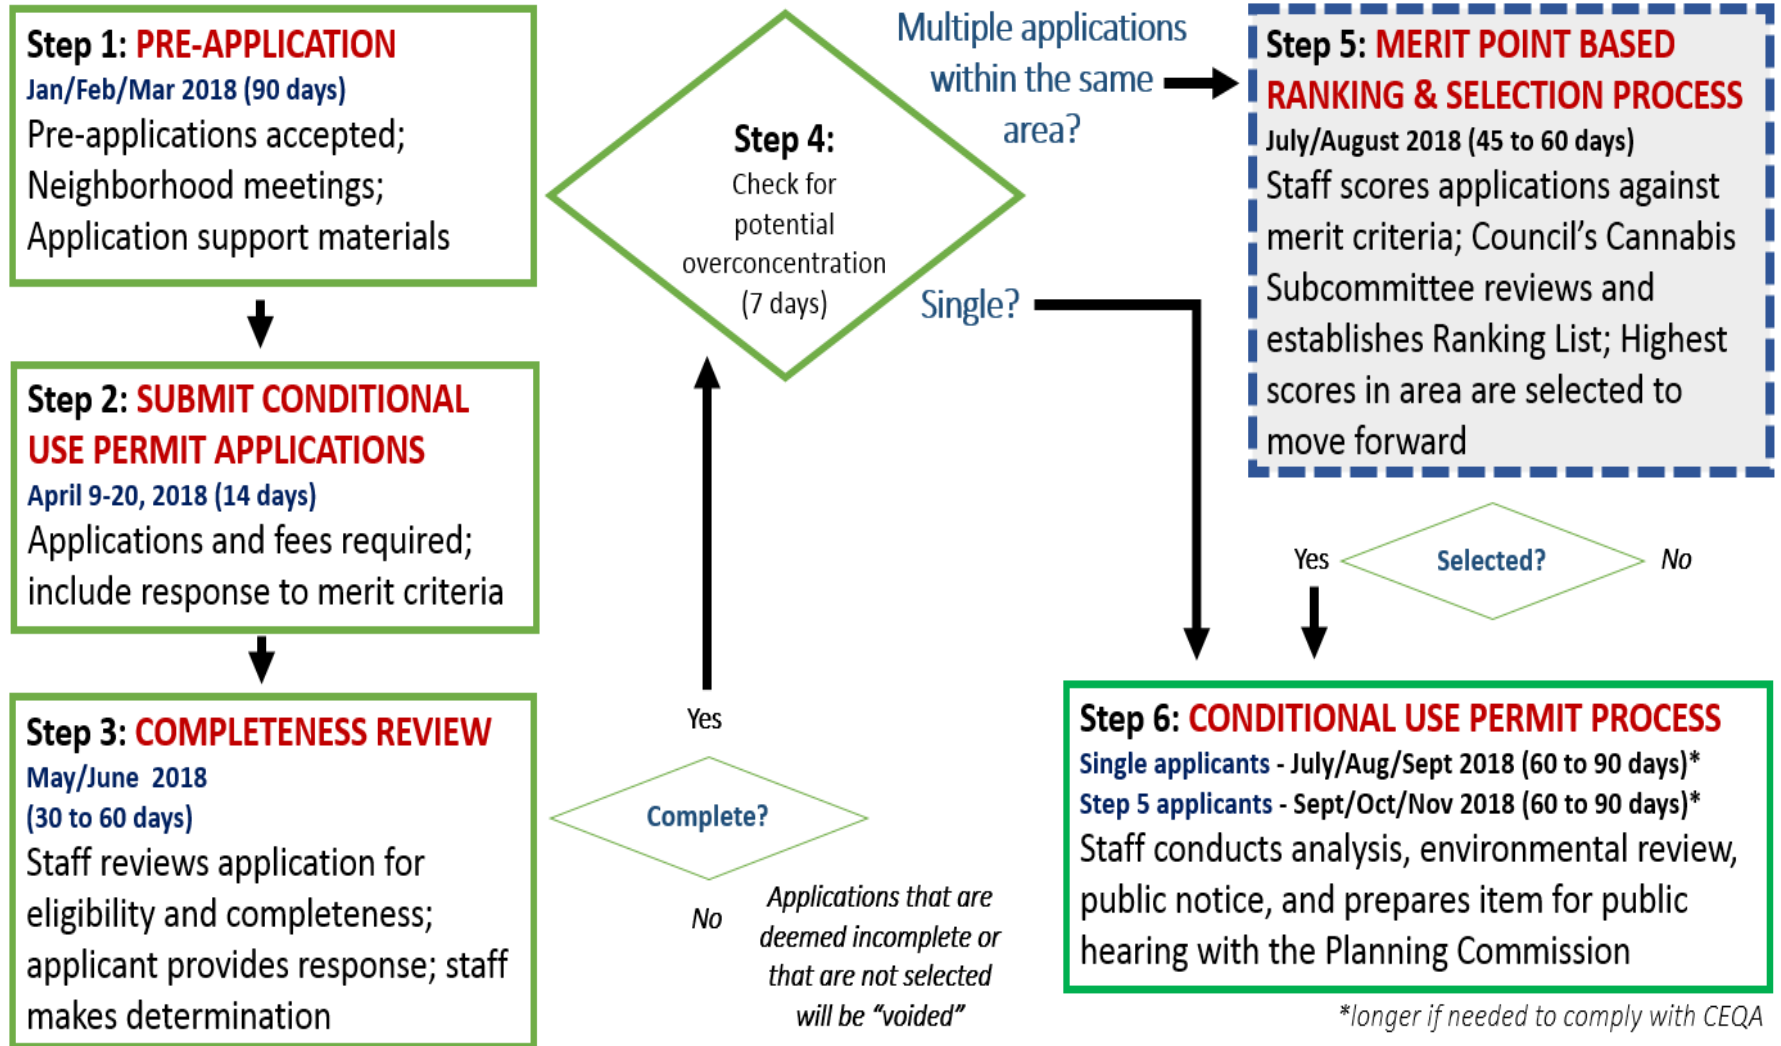 Step 1: PRE-APPLICATION
Jan/Feb/Mar 2018 (90 days)
Pre-applications accepted;
Neighborhood meetings;
Application support materials
Step 2: SUBMIT CONDITIONAL
USE PERMIT APPLICATIONS
April 9-20, 2018 (14 days)
Applications and fees required;
include response to merit criteria
Step 3: COMPLETENESS REVIEW
May/June 2018
(30 to 60 days)
Staff reviews application for
eligibility and completeness;
applicant provides response; staff
makes determination
Complete?
Yes
No
Applications that are
deemed incomplete or
that are not selected
will be “voided”
Step 4:
Check for
potential
overconcentration
(7 days)
Multiple applications
within the same
area?
Single?
Step 5: MERIT POINT BASED
RANKING & SELECTION PROCESS
July/August 2018 (45 to 60 days)
Staff scores applications against
merit criteria; Council’s Cannabis
Subcommittee reviews and
establishes Ranking List; Highest
scores in area are selected to
move forward
Yes
Selected?
No
Step 6: CONDITIONAL USE PERMIT PROCESS
Single applicants - July/Aug/Sept 2018 (60 to 90 days)*
Step 5 applicants - Sept/Oct/Nov 2018 (60 to 90 days)*
Staff conducts analysis, environmental review,
public notice, and prepares item for public
hearing with the Planning Commission
*longer if needed to comply with CEQA